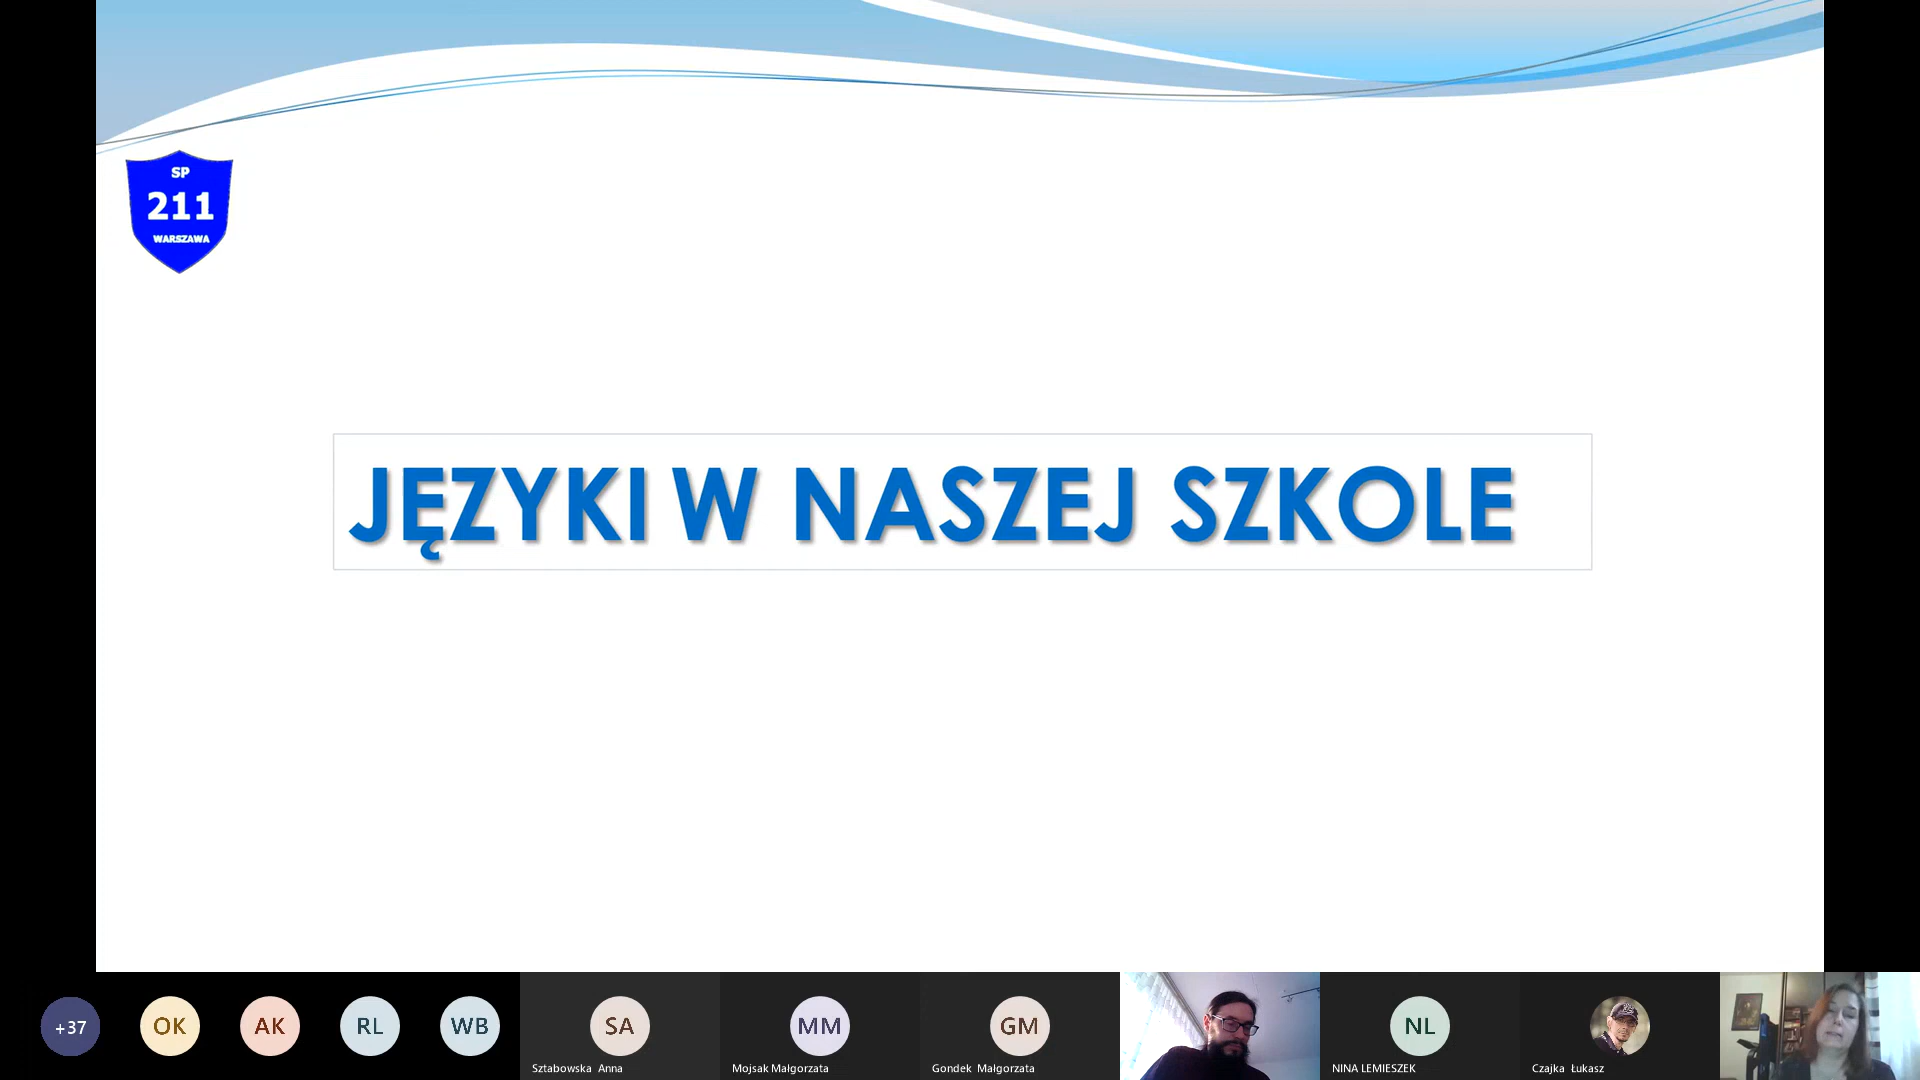 SP
211
WARSZAWA
JĘZYKI W NASZEJ SZKOLE
+37
OK
AK
RL
WB
SA
MM
GM
NL
Sztabowska Anna
Mojsak Małgorzata
Gondek Małgorzata
NINA LEMIESZEK
Czajka Łukasz